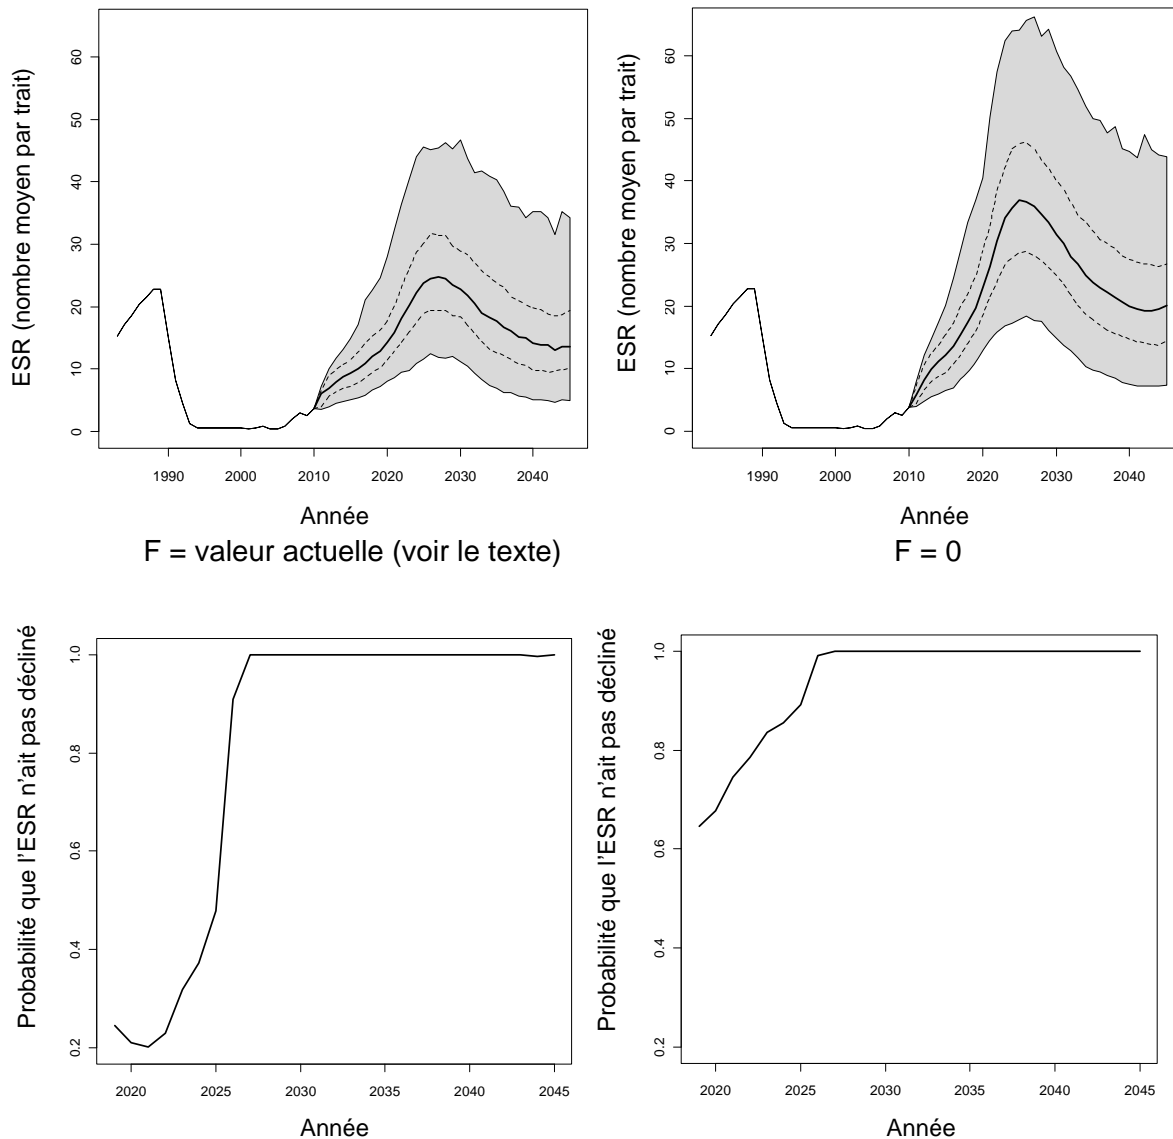 ESR (nombre moyen par trait)
0 10 20 30 40 50 60
1990 2000 2010 2020 2030 2040
Année
F = valeur actuelle (voir le texte)
ESR (nombre moyen par trait)
0 10 20 30 40 50 60
1990 2000 2010 2020 2030 2040
Année
F = 0
Probabilité que l'ESR n'ait pas décliné
0.2 0.4 0.6 0.8 1.0
2020 2025 2030 2035 2040 2045
Année
Probabilité que l'ESR n'ait pas décliné
0.2 0.4 0.6 0.8 1.0
2020 2025 2030 2035 2040 2045
Année